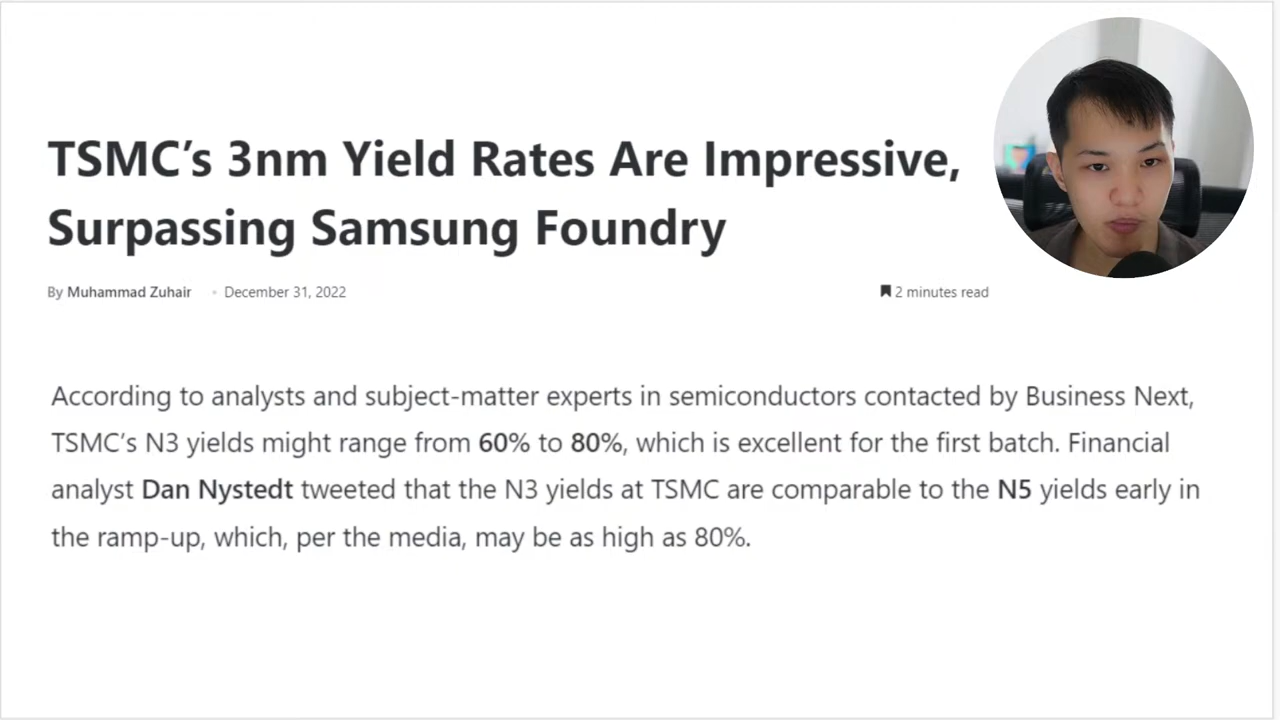 TSMC’s 3nm Yield Rates Are Impressive,
Surpassing Samsung Foundry
By Muhammad Zuhair • December 31, 2022 2 minutes read
According to analysts and subject-matter experts in semiconductors contacted by Business Next,
TSMC’s N3 yields might range from 60% to 80%, which is excellent for the first batch. Financial
analyst Dan Nystedt tweeted that the N3 yields at TSMC are comparable to the N5 yields early in
the ramp-up, which, per the media, may be as high as 80%.